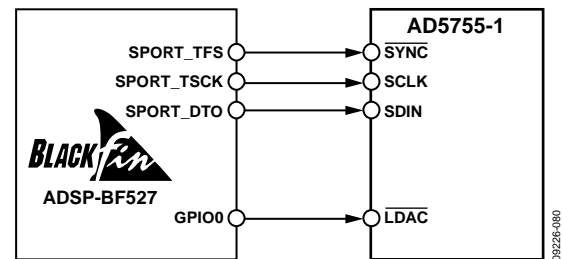 AD5755-1
SPORT_TFS
SYNC
SPORT_TSCK
SCLK
SPORT_DTO
SDIN
BLACKfin
ADSP-BF527
GPIO0
LDAC
09226-080